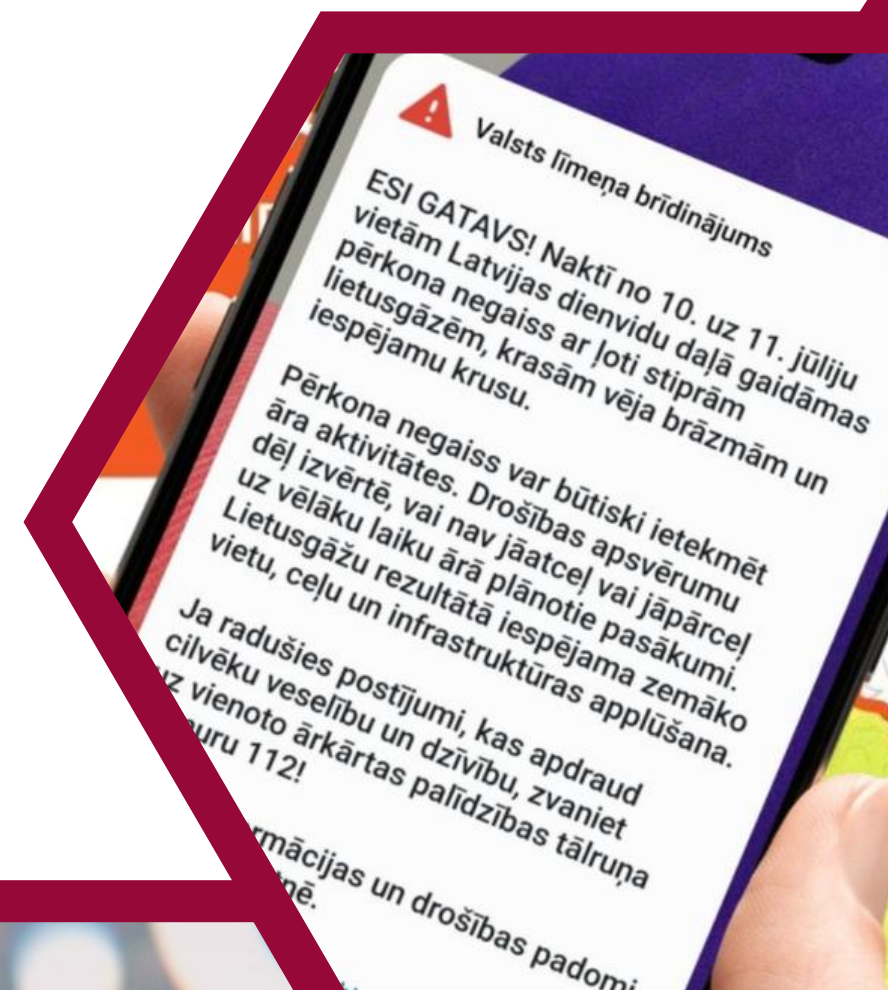 Valsts līmeņa brīdinājums
ESI GATAVS! Naktī no 10. uz 11. jūliju
vietām Latvijas dienvidu daļā gaidāmas
pērkona negaiss ar ļoti stiprām
lietusgāzēm, krasām vēja brāzmām un
iespējamu krusu.
Pērkona negaiss var būtiski ietekmēt
āra aktivitātes. Drošības apsvērumu
dēļ izvērtē, vai nav jāatceļ vai jāpārceļ
uz vēlāku laiku ārā plānotie pasākumi.
Lietusgāžu rezultātā iespējama zemāko
vietu, ceļu un infrastruktūras applūšana.
Ja radušies postījumi, kas apdraud
cilvēku veselību un dzīvību, zvaniet
uz vienoto ārkārtas palīdzības tālruņa
112!
un drošības padomi